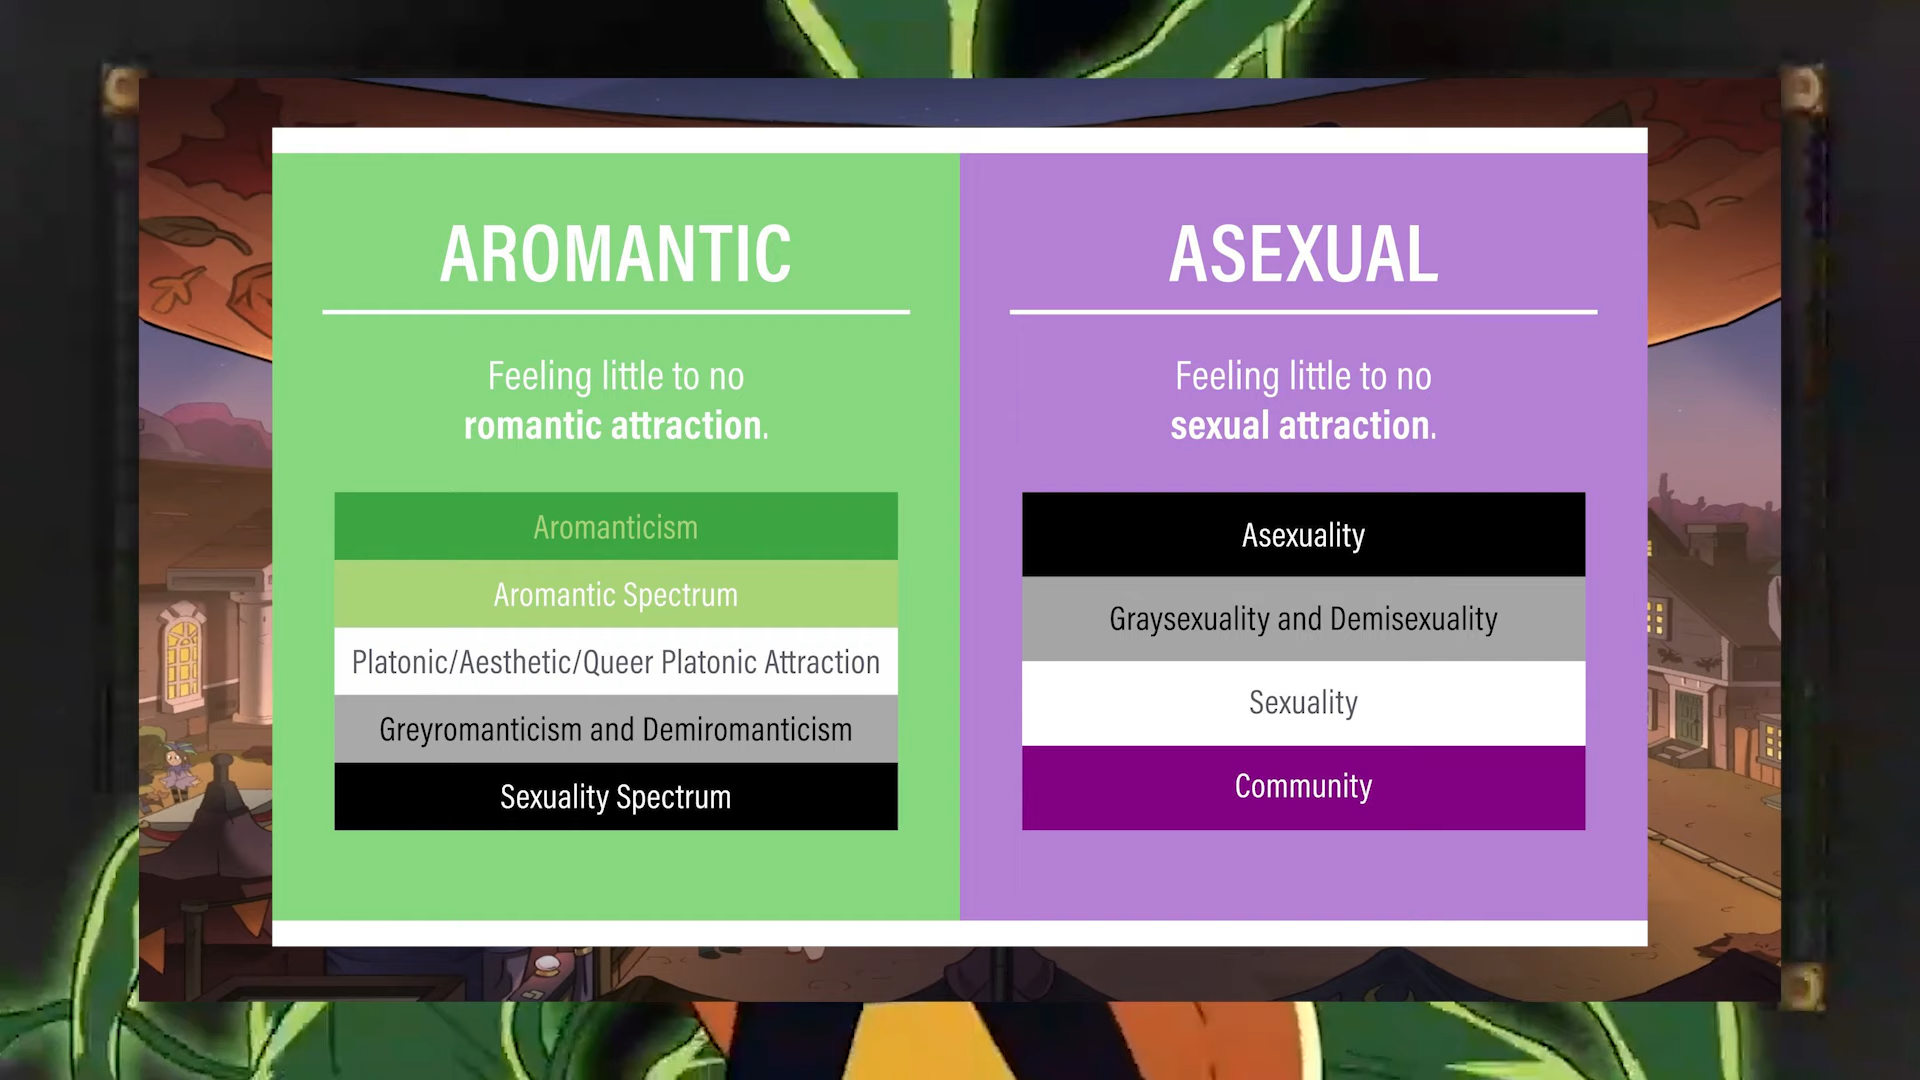 AROMANTIC
Feeling little to no
romantic attraction.
Aromanticism
Aromantic Spectrum
Platonic/Aesthetic/Queer Platonic Attraction
Greyromanticism and Demiromanticism
Sexuality Spectrum
ASEXUAL
Feeling little to no
sexual attraction.
Asexuality
Graysexuality and Demisexuality
Sexuality
Community